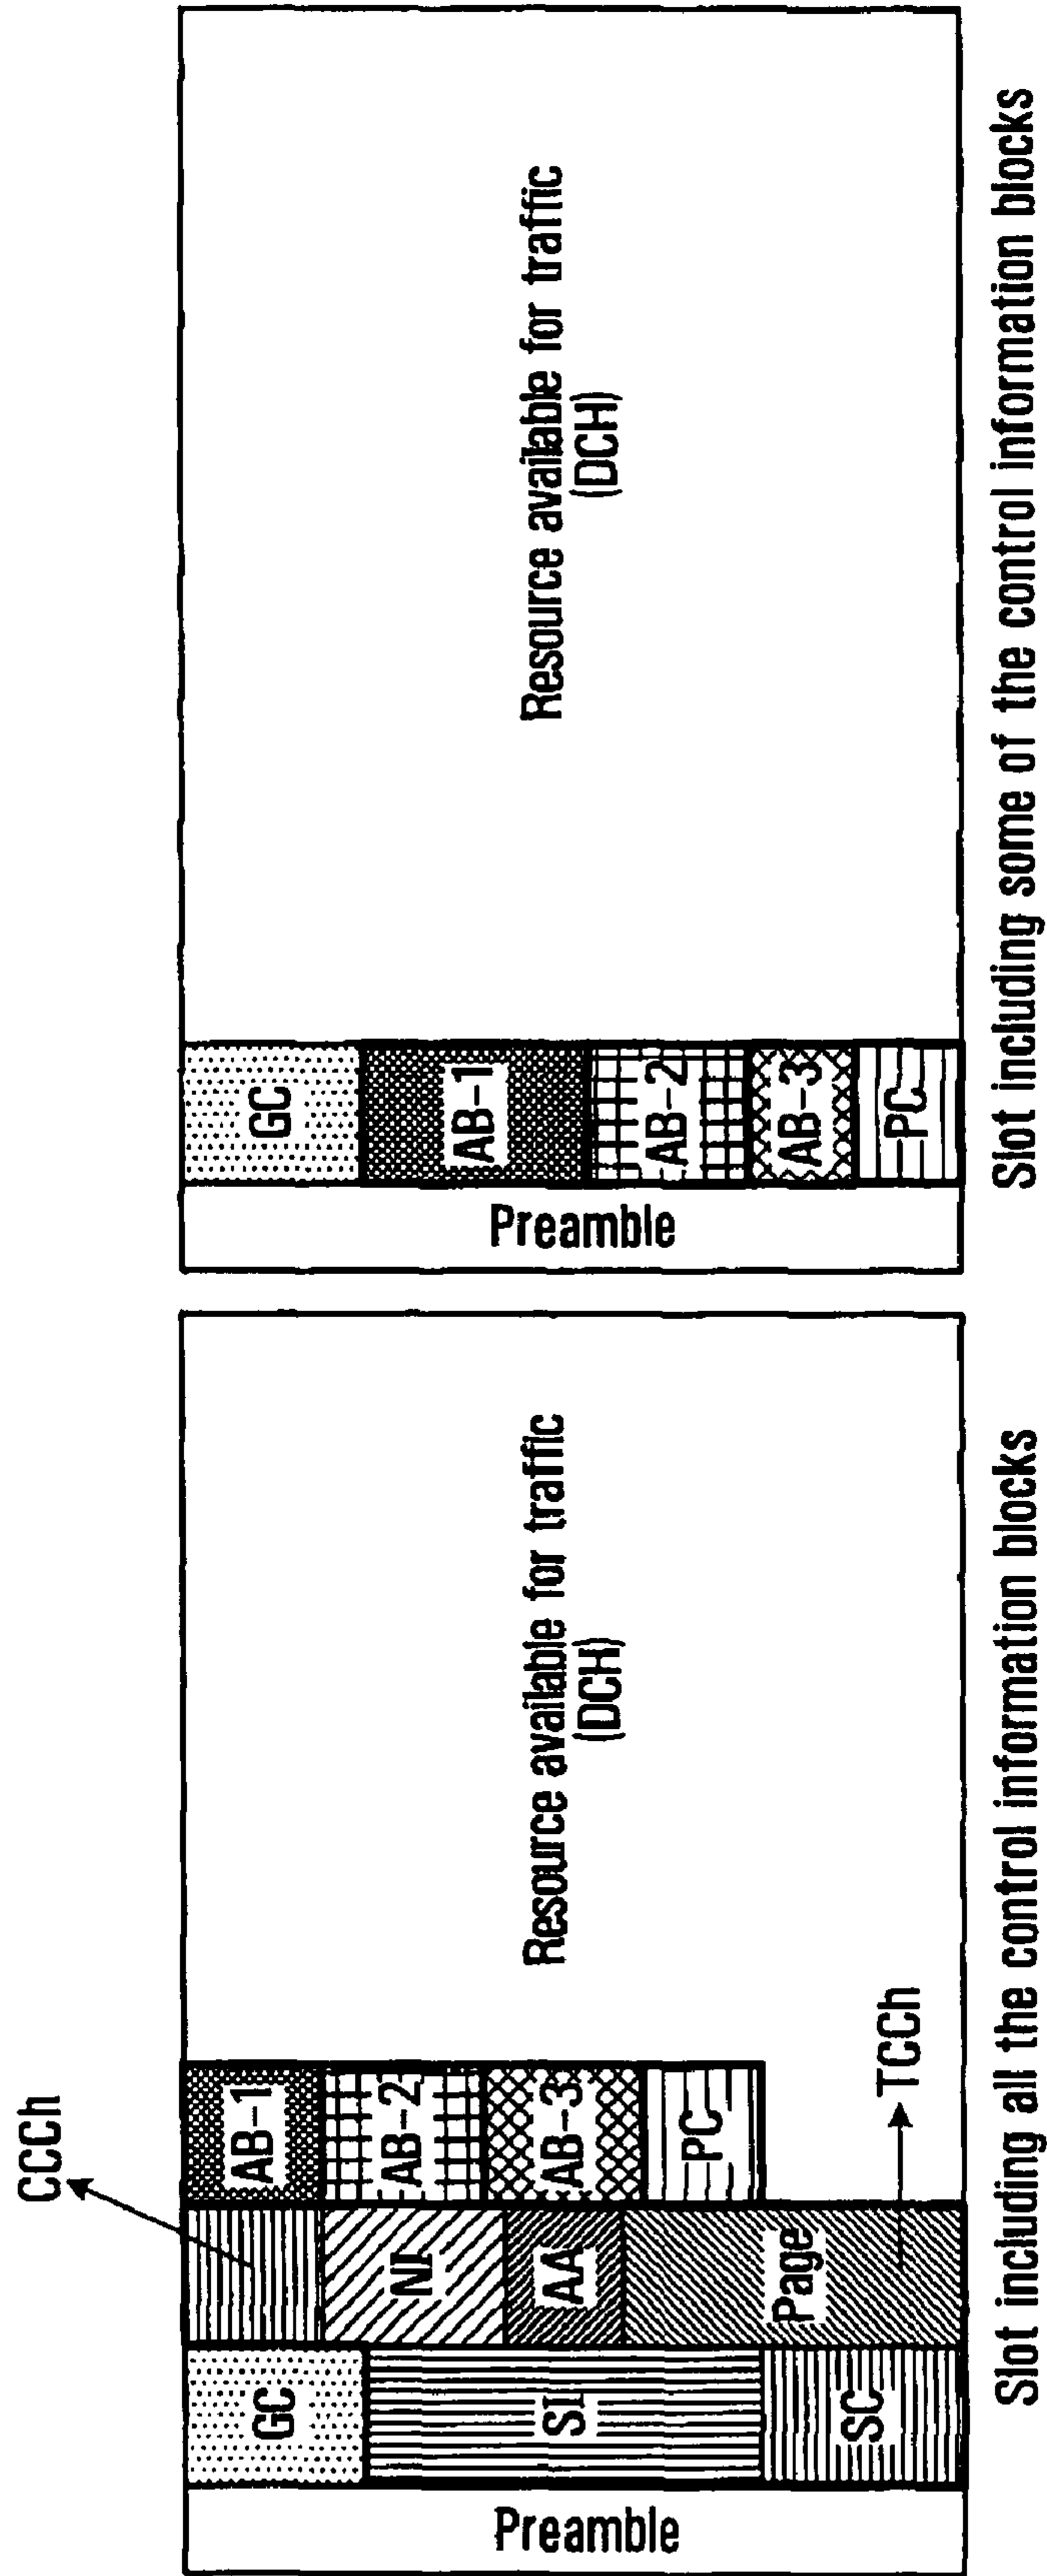 CCCh
Preamble
GC
SI
SC
NI
AA
Page
TCCh
AB-1
AB-2
AB-3
PC
Resource available for traffic
(DCH)
Slot including all the control information blocks
Preamble
GC
AB-1
AB-2
AB-3
PC
Resource available for traffic
(DCH)
Slot including some of the control information blocks